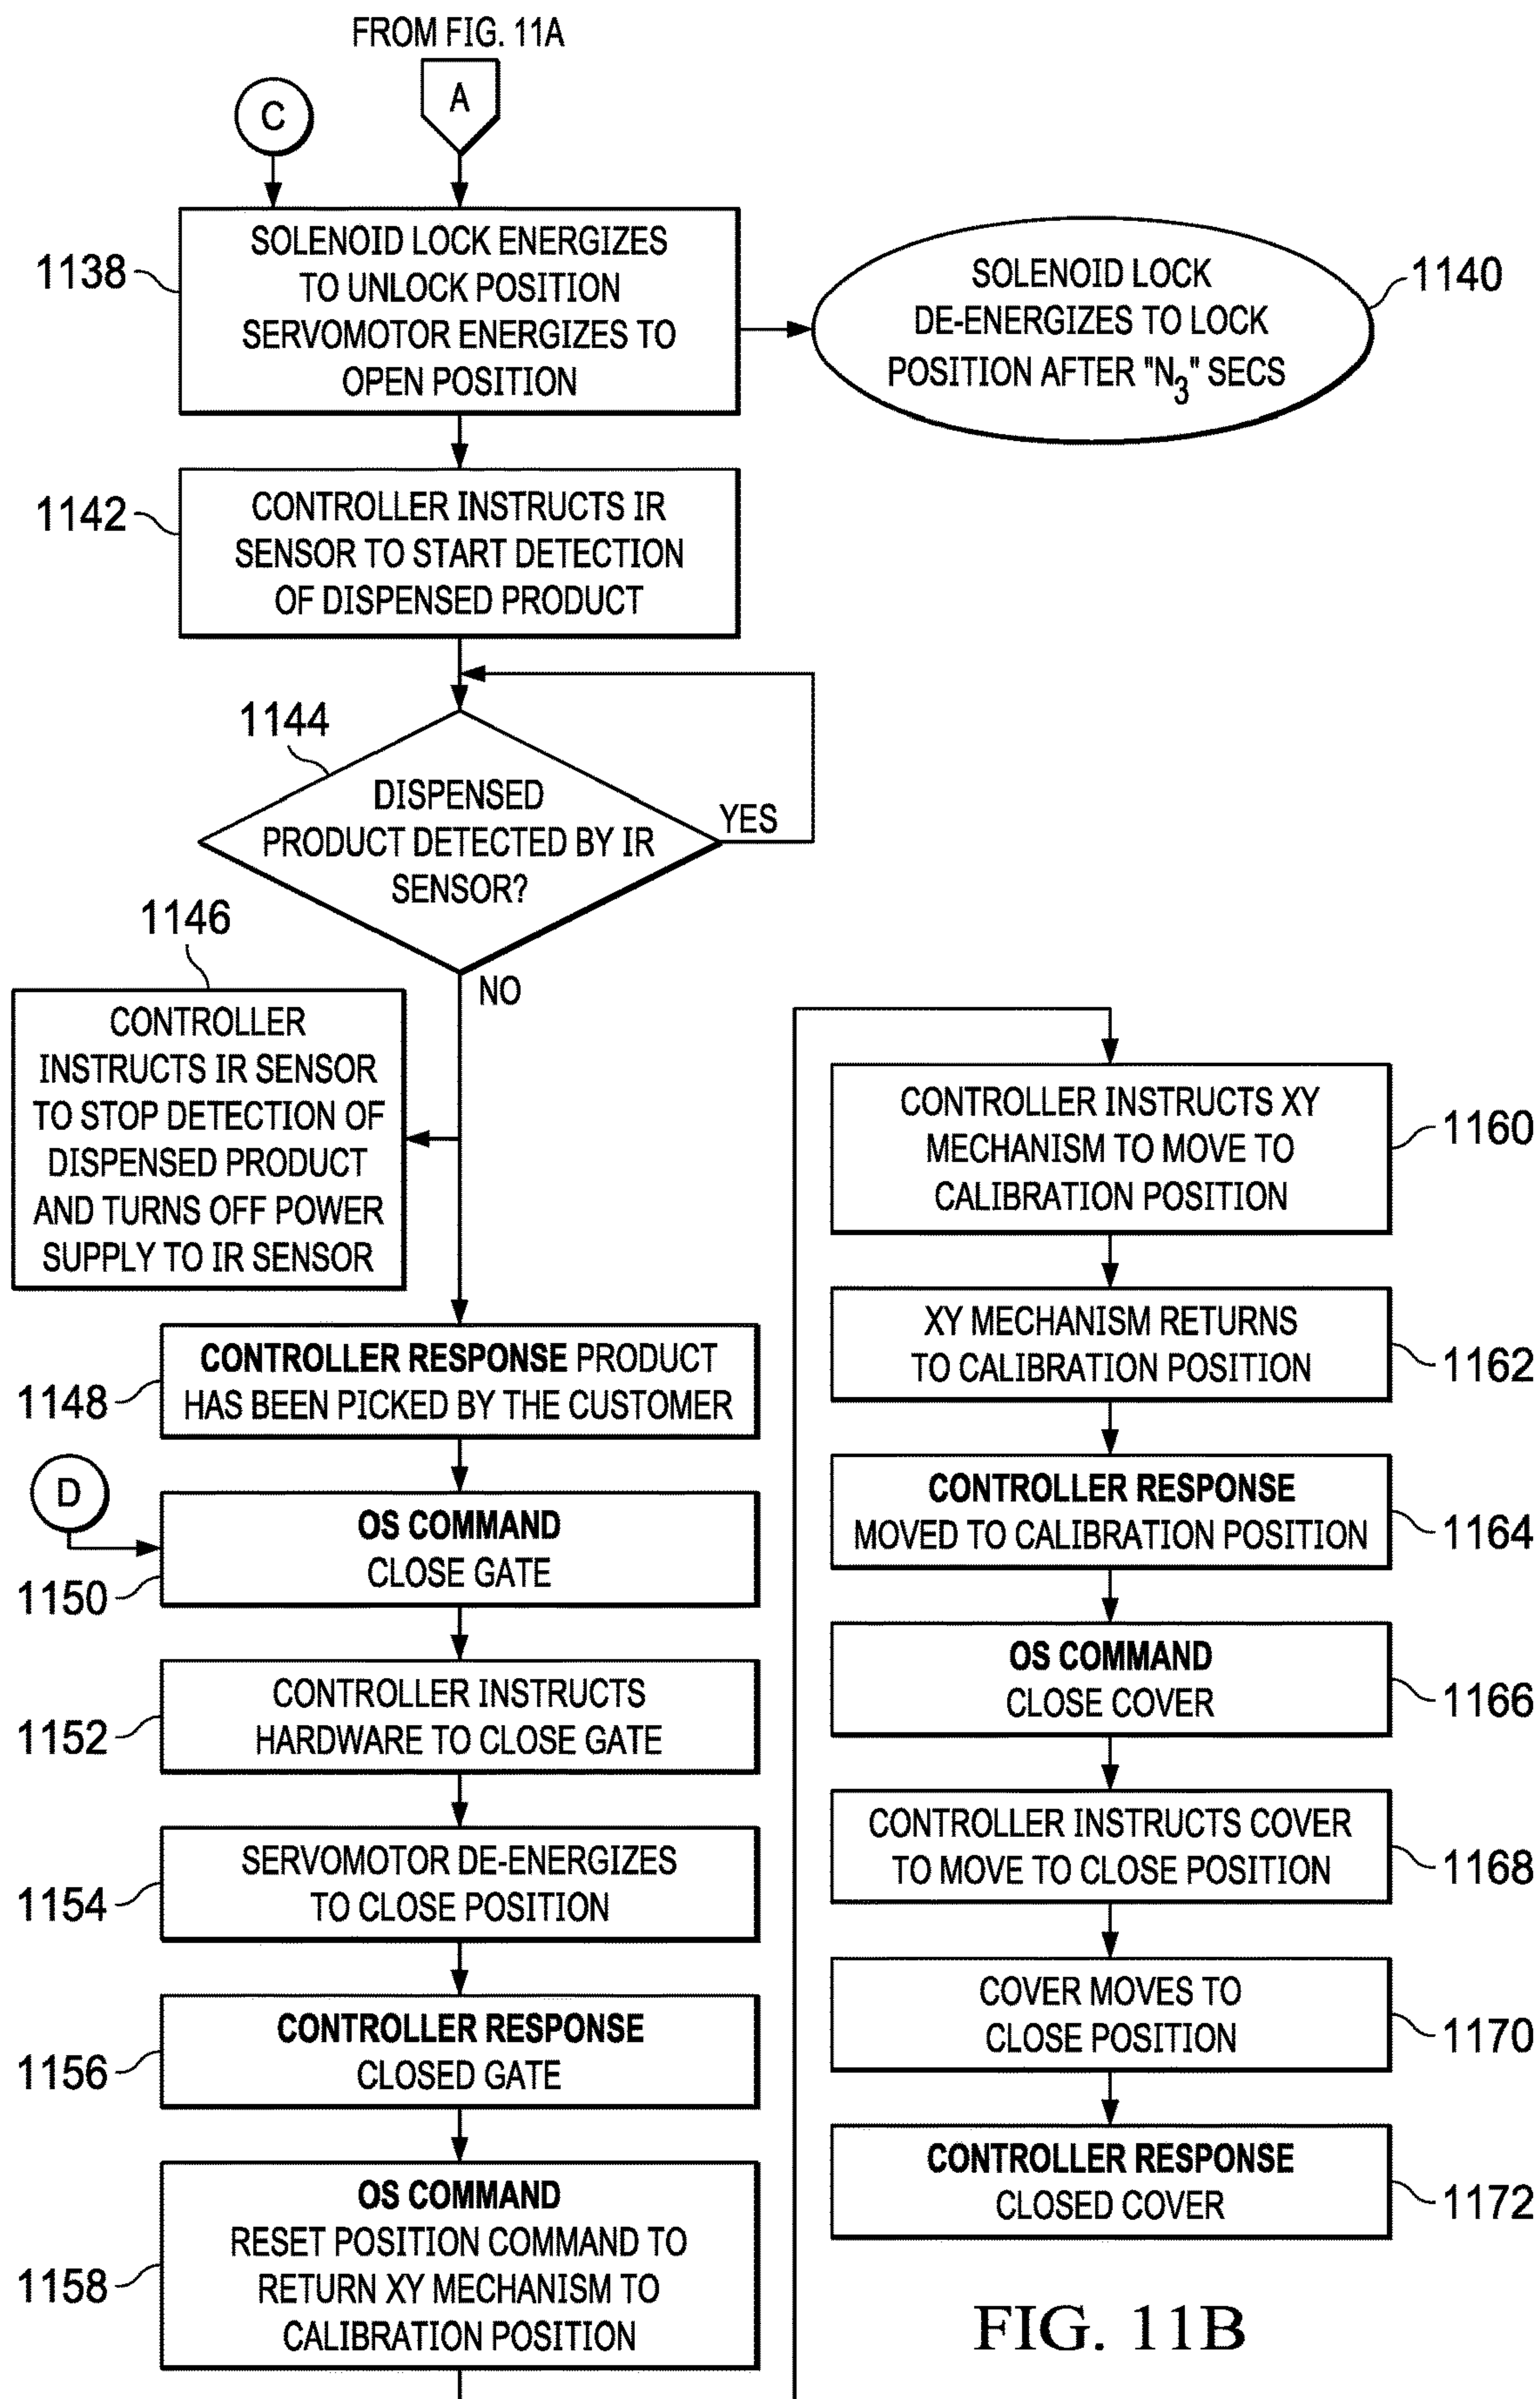 FROM FIG. 11A
C
A
1138
SOLENOID LOCK ENERGIZES
TO UNLOCK POSITION
SERVOMOTOR ENERGIZES TO
OPEN POSITION
SOLENOID LOCK
DE-ENERGIZES TO LOCK
POSITION AFTER "N3" SECS
1140
1142
CONTROLLER INSTRUCTS IR
SENSOR TO START DETECTION
OF DISPENSED PRODUCT
1144
DISPENSED
PRODUCT DETECTED BY IR
SENSOR?
YES
NO
1146
CONTROLLER
INSTRUCTS IR SENSOR
TO STOP DETECTION OF
DISPENSED PRODUCT
AND TURNS OFF POWER
SUPPLY TO IR SENSOR
1148
CONTROLLER RESPONSE PRODUCT
HAS BEEN PICKED BY THE CUSTOMER
D
OS COMMAND
CLOSE GATE
1150
CONTROLLER INSTRUCTS
HARDWARE TO CLOSE GATE
1152
SERVOMOTOR DE-ENERGIZES
TO CLOSE POSITION
1154
CONTROLLER RESPONSE
CLOSED GATE
1156
OS COMMAND
RESET POSITION COMMAND TO
RETURN XY MECHANISM TO
CALIBRATION POSITION
1158
CONTROLLER INSTRUCTS XY
MECHANISM TO MOVE TO
CALIBRATION POSITION
1160
XY MECHANISM RETURNS
TO CALIBRATION POSITION
1162
CONTROLLER RESPONSE
MOVED TO CALIBRATION POSITION
1164
OS COMMAND
CLOSE COVER
1166
CONTROLLER INSTRUCTS COVER
TO MOVE TO CLOSE POSITION
1168
COVER MOVES TO
CLOSE POSITION
1170
CONTROLLER RESPONSE
CLOSED COVER
1172
FIG. 11B